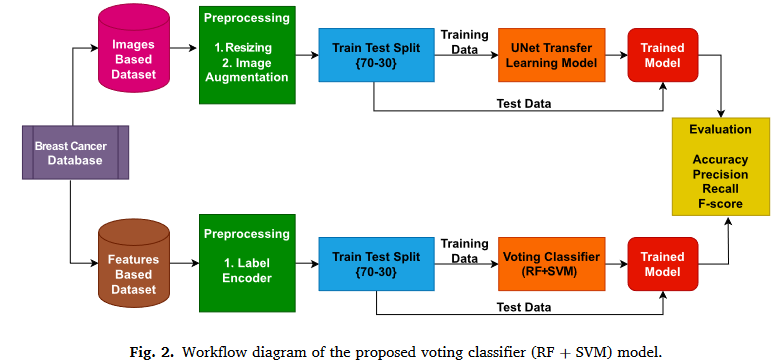 Images
Based
Dataset
Preprocessing
1. Resizing
2. Image
Augmentation
Train Test Split
{70-30}
Training
Data
UNet Transfer
Learning Model
Trained
Model
Test Data
Breast Cancer
Database
Evaluation
Accuracy
Precision
Recall
F-score
Features
Based
Dataset
Preprocessing
1. Label
Encoder
Train Test Split
{70-30}
Training
Data
Voting Classifier
(RF+SVM)
Trained
Model
Test Data
Fig. 2. Workflow diagram of the proposed voting classifier (RF + SVM) model.